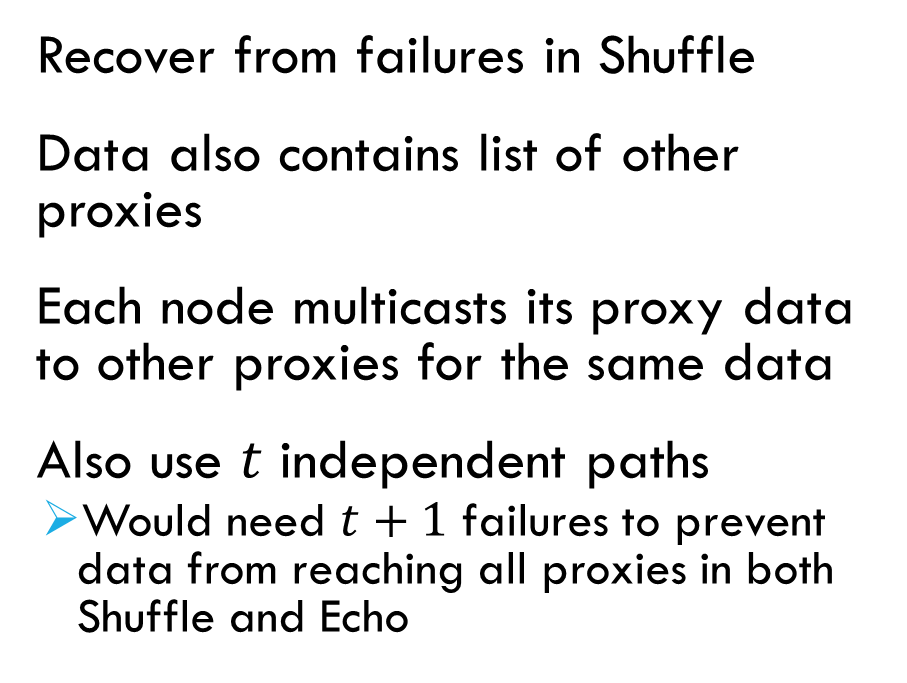 Recover from failures in Shuffle
Data also contains list of other
proxies
Each node multicasts its proxy data
to other proxies for the same data
Also use t independent paths
➢Would need t + 1 failures to prevent
data from reaching all proxies in both
Shuffle and Echo